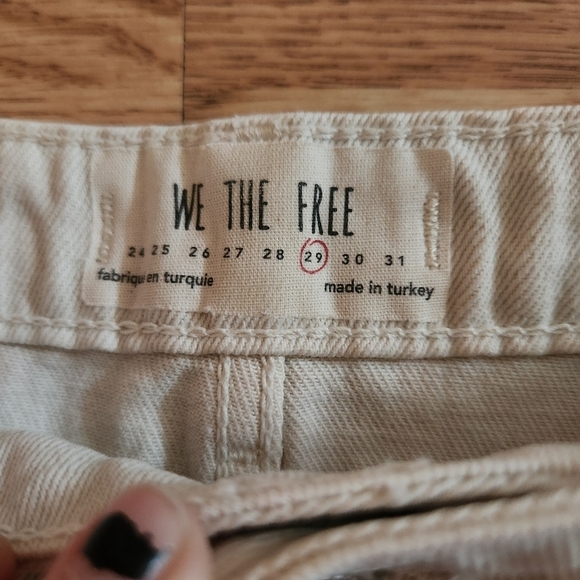 WE THE FREE
24 25 26 27 28 29 30 31
fabriqué en turquie made in turkey